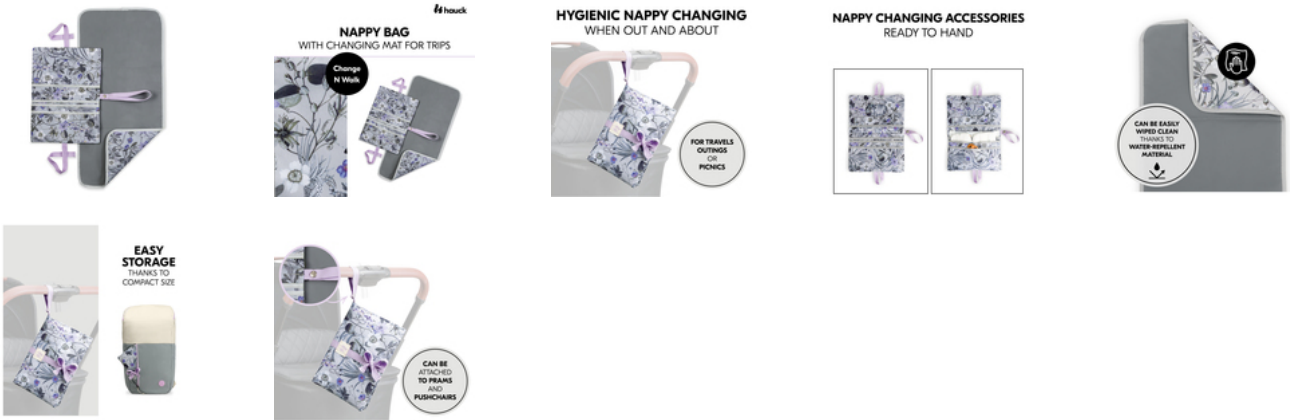 hauck
NAPPY BAG
WITH CHANGING MAT FOR TRIPS
Change
N Walk
HYGIENIC NAPPY CHANGING
WHEN OUT AND ABOUT
FOR TRAVELS
OUTINGS
OR
PICNICS
NAPPY CHANGING ACCESSORIES
READY TO HAND
CAN BE EASILY
WIPED CLEAN
THANKS TO
WATER-REPELLENT
MATERIAL
EASY
STORAGE
THANKS TO
COMPACT SIZE
CAN BE
ATTACHED
TO PRAMS
AND
PUSHCHAIRS